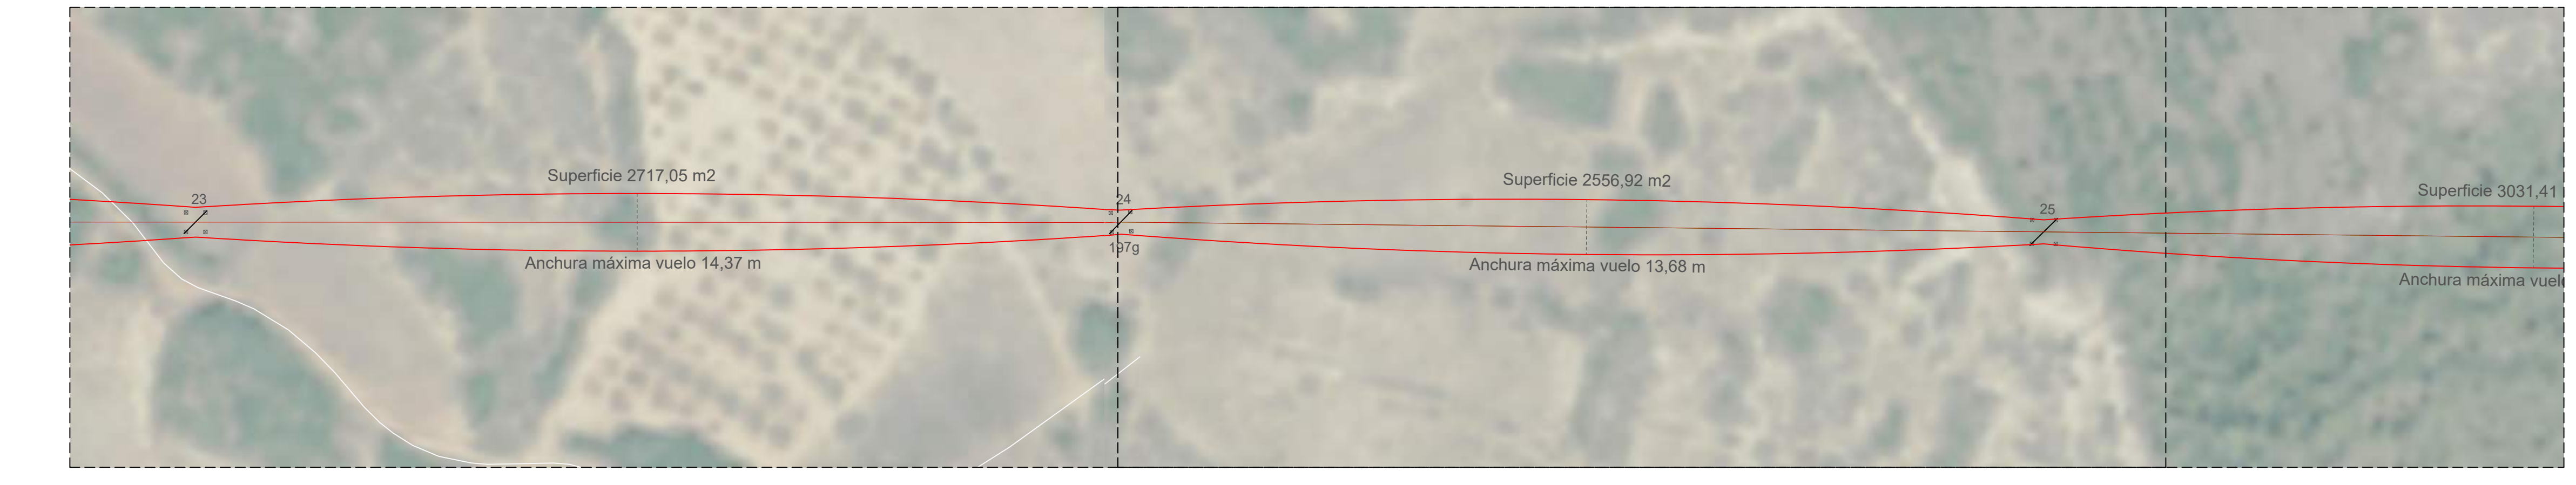 Superficie 2717,05 m2
Superficie 2556,92 m2
Superficie 3031,41
23
24
25
197g
Anchura máxima vuelo 14,37 m
Anchura máxima vuelo 13,68 m
Anchura máxima